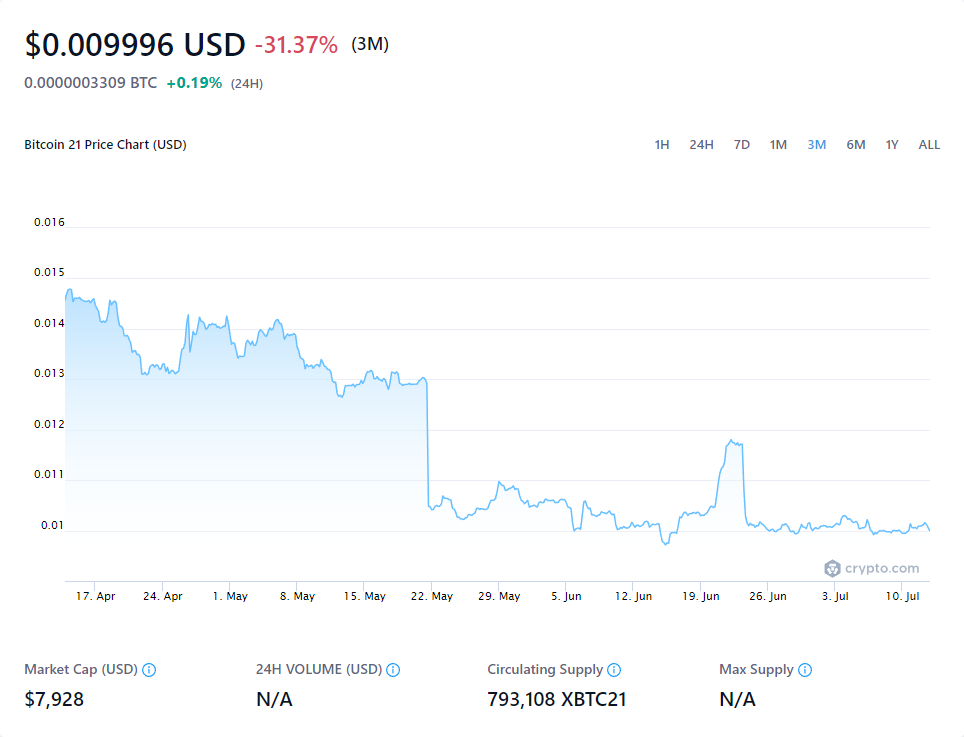 $0.009996 USD -31.37% (3M)
0.0000003309 BTC +0.19% (24H)
Bitcoin 21 Price Chart (USD) 1H 24H 7D 1M 3M 6M 1Y ALL
0.016
0.015
0.014
0.013
0.012
0.011
0.01
crypto.com
17. Apr 24. Apr 1. May 8. May 15. May 22. May 29. May 5. Jun 12. Jun 19. Jun 26. Jun 3. Jul 10. Jul
Market Cap (USD) 24H VOLUME (USD) Circulating Supply Max Supply
$7,928 N/A 793,108 XBTC21 N/A